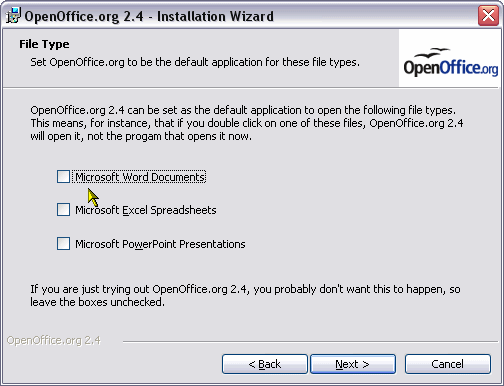 OpenOffice.org 2.4 - Installation Wizard
File Type
Set OpenOffice.org to be the default application for these file types.
OpenOffice.org
OpenOffice.org 2.4 can be set as the default application to open the following file types.
This means, for instance, that if you double click on one of these files, OpenOffice.org 2.4
will open it, not the progam that opens it now.
Microsoft Word Documents
Microsoft Excel Spreadsheets
Microsoft PowerPoint Presentations
If you are just trying out OpenOffice.org 2.4, you probably don't want this to happen, so
leave the boxes unchecked.
OpenOffice.org 2.4
< Back
Next >
Cancel